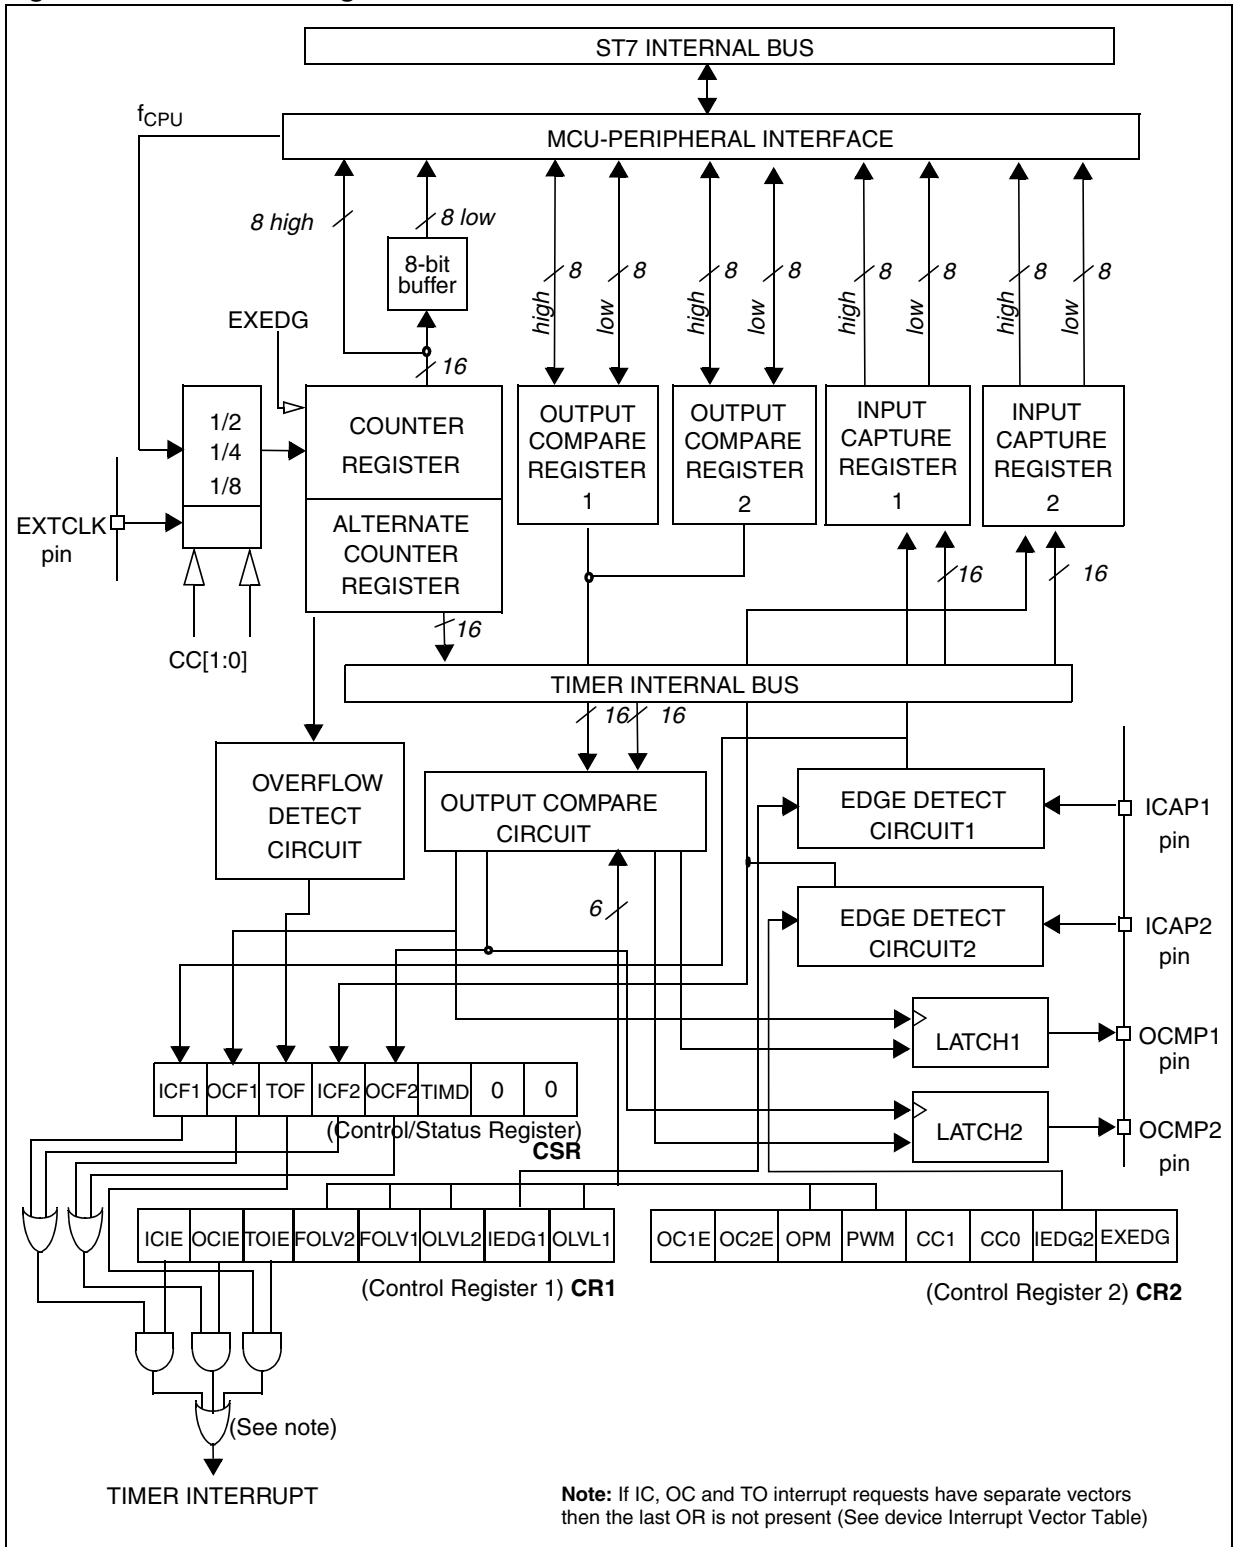 ST7 INTERNAL BUS
fCPU
MCU-PERIPHERAL INTERFACE
8 high
8 low
8-bit
buffer
8
8
8
8
8
8
8
8
high
low
high
low
high
low
high
low
EXEDG
16
1/2
1/4
1/8
COUNTER
REGISTER
OUTPUT
COMPARE
REGISTER
1
OUTPUT
COMPARE
REGISTER
2
INPUT
CAPTURE
REGISTER
1
INPUT
CAPTURE
REGISTER
2
EXTCLK
pin
ALTERNATE
COUNTER
REGISTER
16
16
16
CC[1:0]
TIMER INTERNAL BUS
16
16
OVERFLOW
DETECT
CIRCUIT
OUTPUT COMPARE
CIRCUIT
EDGE DETECT
CIRCUIT1
ICAP1
pin
6
EDGE DETECT
CIRCUIT2
ICAP2
pin
LATCH1
OCMP1
pin
ICF1 OCF1 TOF ICF2 OCF2 TIMD 0 0
(Control/Status Register)
CSR
LATCH2
OCMP2
pin
ICIE OCIE TOIE FOLV2 FOLV1 OLVL2 IEDG1 OLVL1
OC1E OC2E OPM PWM CC1 CC0 IEDG2 EXEDG
(Control Register 1) CR1
(Control Register 2) CR2
(See note)
TIMER INTERRUPT
Note: If IC, OC and TO interrupt requests have separate vectors
then the last OR is not present (See device Interrupt Vector Table)